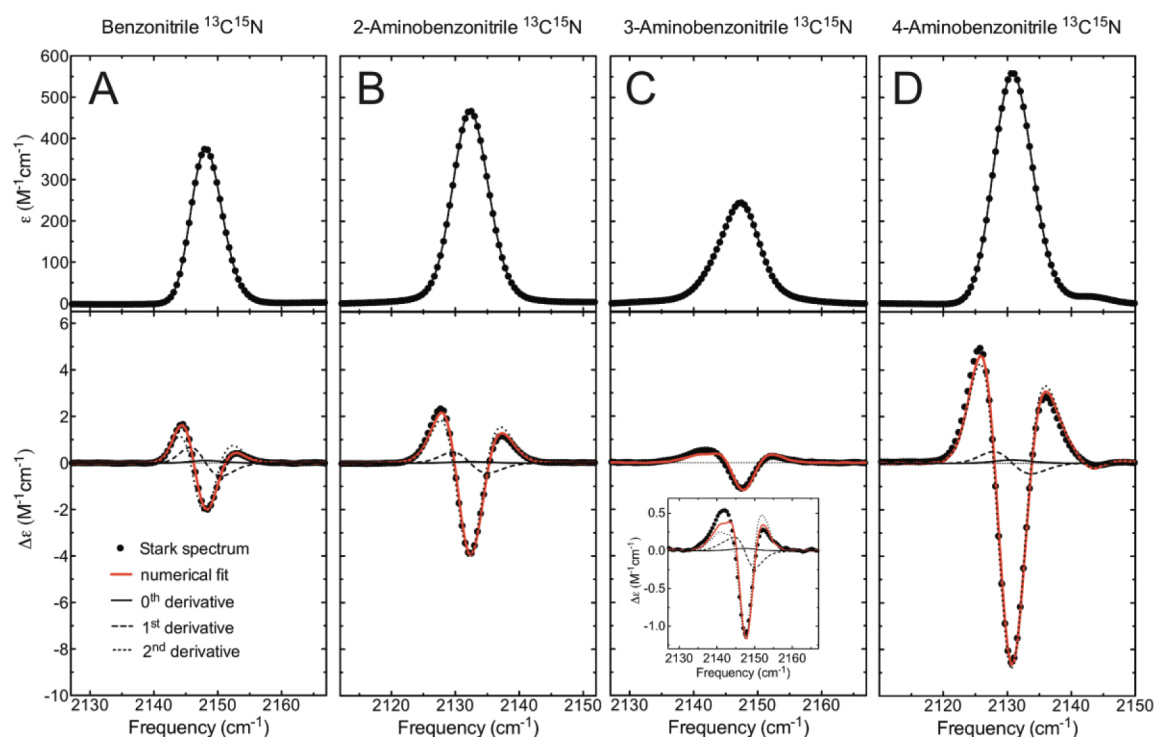 Benzonitrile ¹³C¹⁵N 2-Aminobenzonitrile ¹³C¹⁵N 3-Aminobenzonitrile ¹³C¹⁵N 4-Aminobenzonitrile ¹³C¹⁵N
A B C D
600
500
400
300
200
100
0
ε (M⁻¹cm⁻¹)
6
4
2
0
-2
-4
-6
-8
-10
Δε (M⁻¹cm⁻¹)
Stark spectrum
numerical fit
0ᵗʰ derivative
1ˢᵗ derivative
2ⁿᵈ derivative
0.5
0.0
-0.5
-1.0
Δε (M⁻¹cm⁻¹)
2130 2140 2150 2160
Frequency (cm⁻¹)
2130 2140 2150 2160 2120 2130 2140 2150 2130 2140 2150 2160 2120 2130 2140 2150
Frequency (cm⁻¹) Frequency (cm⁻¹) Frequency (cm⁻¹) Frequency (cm⁻¹)